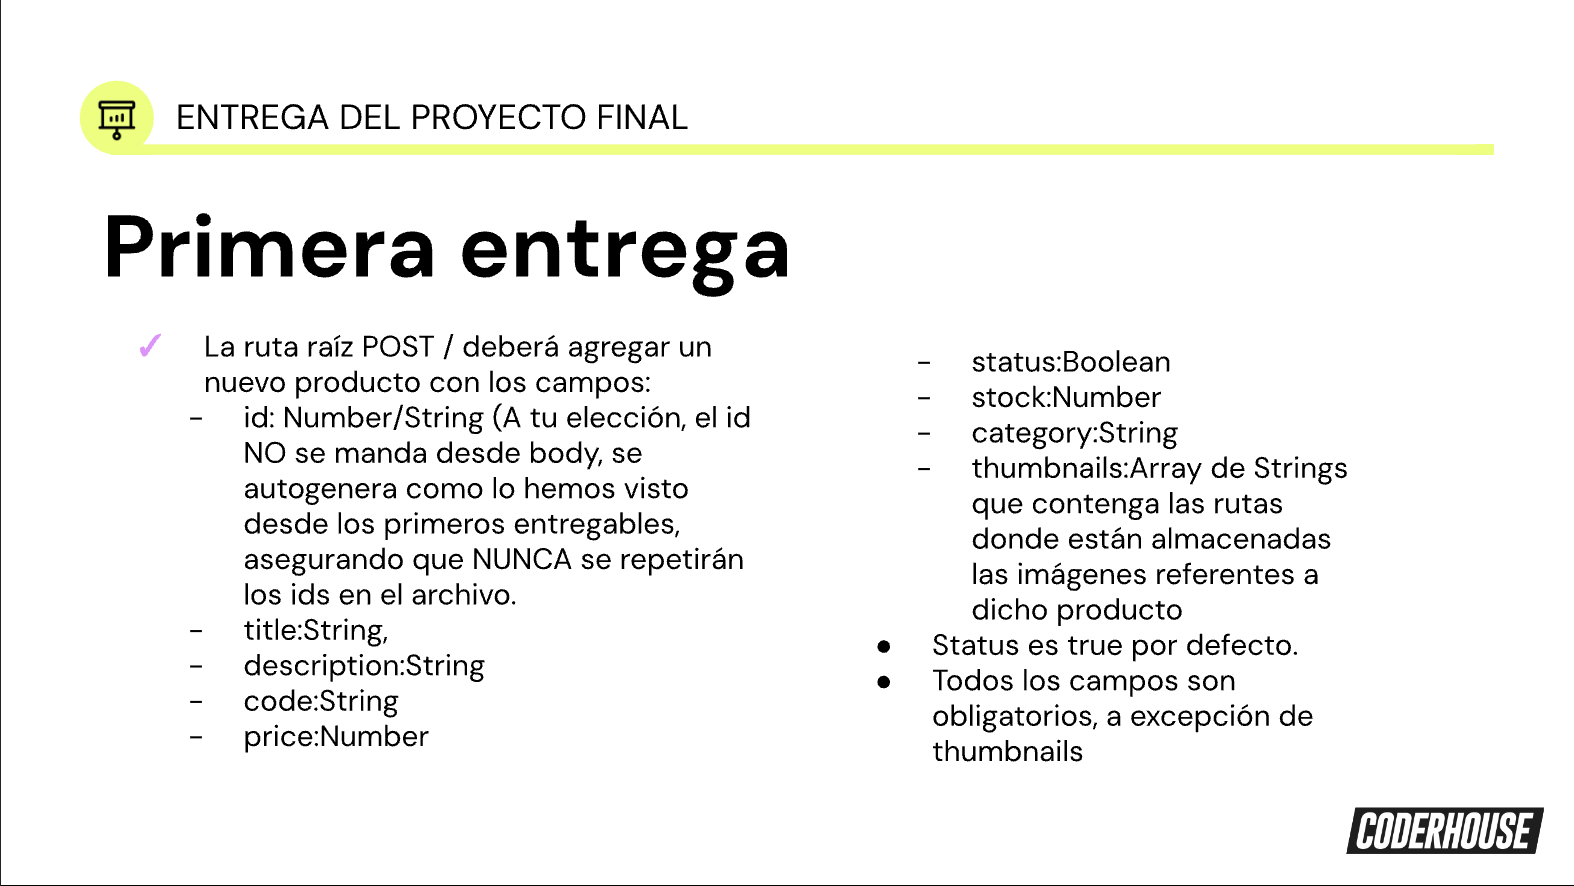 ENTREGA DEL PROYECTO FINAL
Primera entrega
✓ La ruta raíz POST / deberá agregar un
nuevo producto con los campos:
- id: Number/String (A tu elección, el id
NO se manda desde body, se
autogenera como lo hemos visto
desde los primeros entregables,
asegurando que NUNCA se repetirán
los ids en el archivo.
- title:String,
- description:String
- code:String
- price:Number
- status:Boolean
- stock:Number
- category:String
- thumbnails:Array de Strings
que contenga las rutas
donde están almacenadas
las imágenes referentes a
dicho producto
● Status es true por defecto.
● Todos los campos son
obligatorios, a excepción de
thumbnails
CODERHOUSE